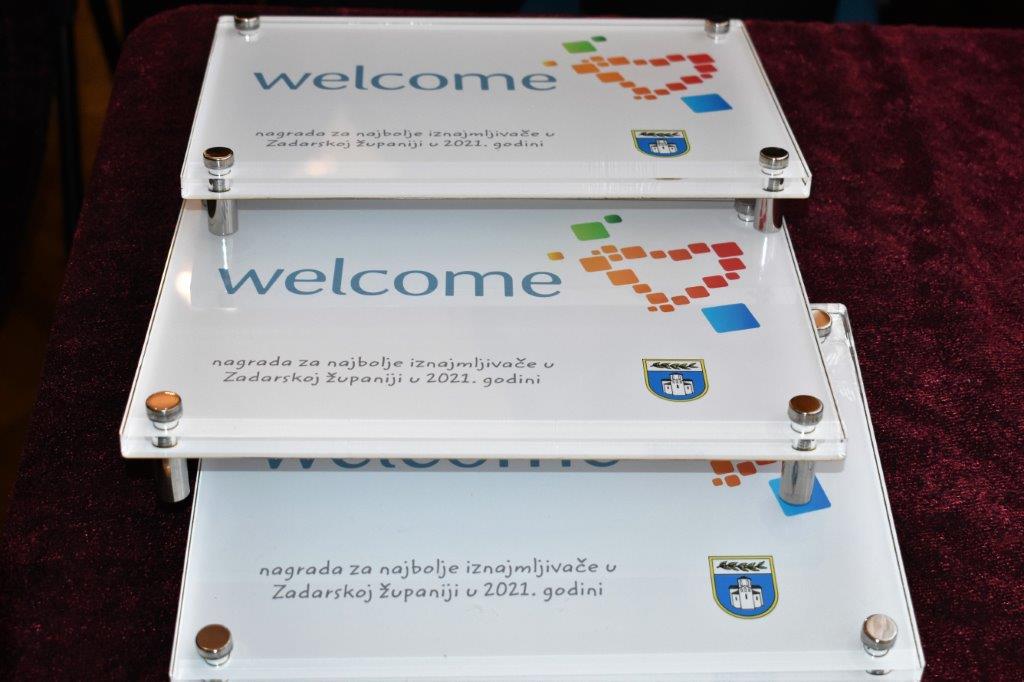 welcome
nagrada za najbolje iznajmljivače u
Zadarskoj županiji u 2021. godini
welcome
nagrada za najbolje iznajmljivače u
Zadarskoj županiji u 2021. godini
welcome
nagrada za najbolje iznajmljivače u
Zadarskoj županiji u 2021. godini